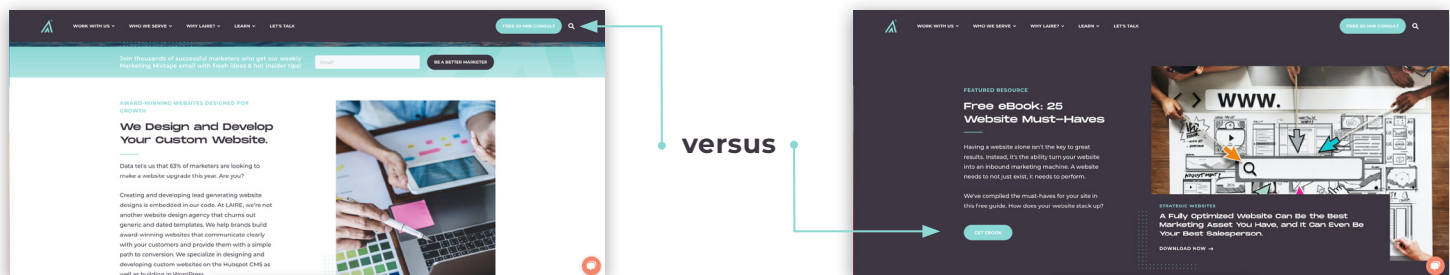 WORK WITH US
WHO WE SERVE
WHY LAIRE?
LEARN
LET'S TALK
FREE 30-MIN CONSULT
Join thousands of successful marketers who get our weekly
Marketing Mixtape email with fresh ideas & hot insider tips!
Email*
BE A BETTER MARKETER
AWARD-WINNING WEBSITES DESIGNED FOR
GROWTH
We Design and Develop
Your Custom Website.
Data tells us that 63% of marketers are looking to
make a website upgrade this year. Are you?
Creating and developing lead generating website
designs is embedded in our code. At LAIRE, we're not
another website design agency that churns out
generic and dated templates. We help brands build
award-winning websites that communicate clearly
with your customers and provide them with a simple
path to conversion. We specialize in designing and
developing custom websites on the Hubspot CMS as
well as building in WordPress.
versus
WORK WITH US
WHO WE SERVE
WHY LAIRE?
LEARN
LET'S TALK
FREE 30-MIN CONSULT
FEATURED RESOURCE
Free eBook: 25
Website Must-Haves
Having a website alone isn't the key to great
results. Instead, it's the ability turn your website
into an inbound marketing machine. A website
needs to not just exist, it needs to perform.
We've compiled the must-haves for your site in
this free guide. How does your website stack up?
GET EBOOK
WWW.
STRATEGIC WEBSITES
A Fully Optimized Website Can Be the Best
Marketing Asset You Have, and It Can Even Be
Your Best Salesperson.
DOWNLOAD NOW →